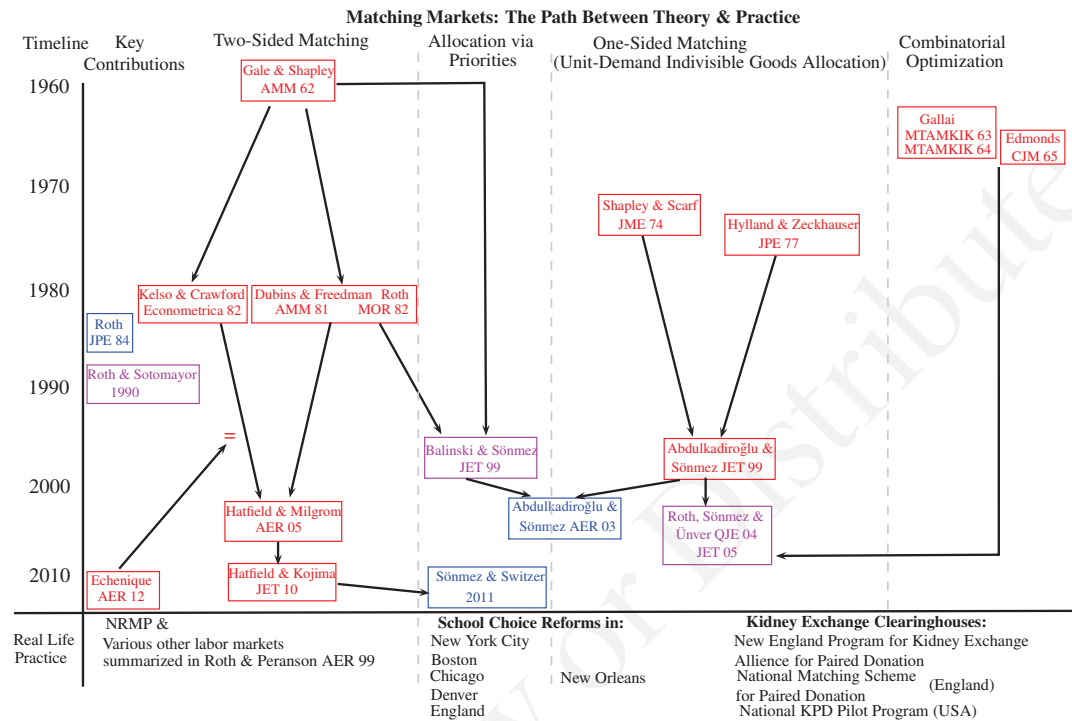 Matching Markets: The Path Between Theory & Practice
Timeline
Key
Contributions
Two-Sided Matching
Allocation via
Priorities
One-Sided Matching
(Unit-Demand Indivisible Goods Allocation)
Combinatorial
Optimization
1960
Gale & Shapley
AMM 62
Gallai
MTAMKIK 63
MTAMKIK 64
Edmonds
CJM 65
1970
Shapley & Scarf
JME 74
Hylland & Zeckhauser
JPE 77
1980
Kelso & Crawford
Econometrica 82
Dubins & Freedman Roth
AMM 81 MOR 82
Roth
JPE 84
1990
Roth & Sotomayor
1990
=
Balinski & Sönmez
JET 99
Abdulkadiroğlu &
Sönmez JET 99
2000
Hatfield & Milgrom
AER 05
Abdulkadiroğlu &
Sönmez AER 03
Roth, Sönmez &
Ünver QJE 04
JET 05
2010
Echenique
AER 12
Hatfield & Kojima
JET 10
Sönmez & Switzer
2011
Real Life
Practice
NRMP &
Various other labor markets
summarized in Roth & Peranson AER 99
School Choice Reforms in:
New York City
Boston
Chicago
Denver
England
New Orleans
Kidney Exchange Clearinghouses:
New England Program for Kidney Exchange
Allience for Paired Donation
National Matching Scheme
for Paired Donation
(England)
National KPD Pilot Program (USA)
or Distribute